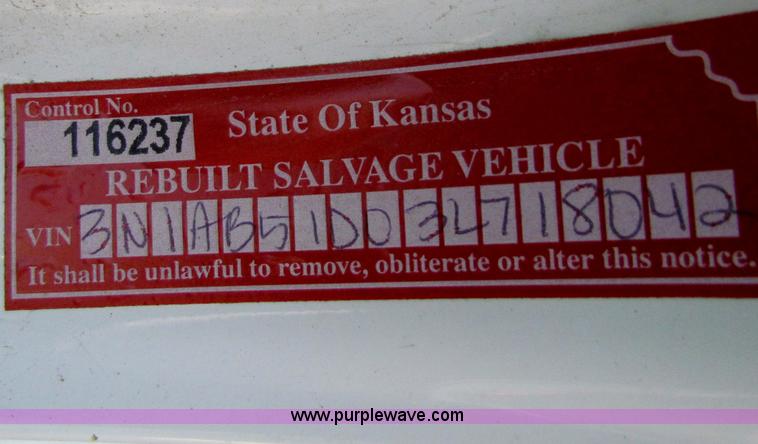 Control No.
116237
State Of Kansas
REBUILT SALVAGE VEHICLE
VIN 3N1AB51D03L718042
It shall be unlawful to remove, obliterate or alter this notice.
www.purplewave.com